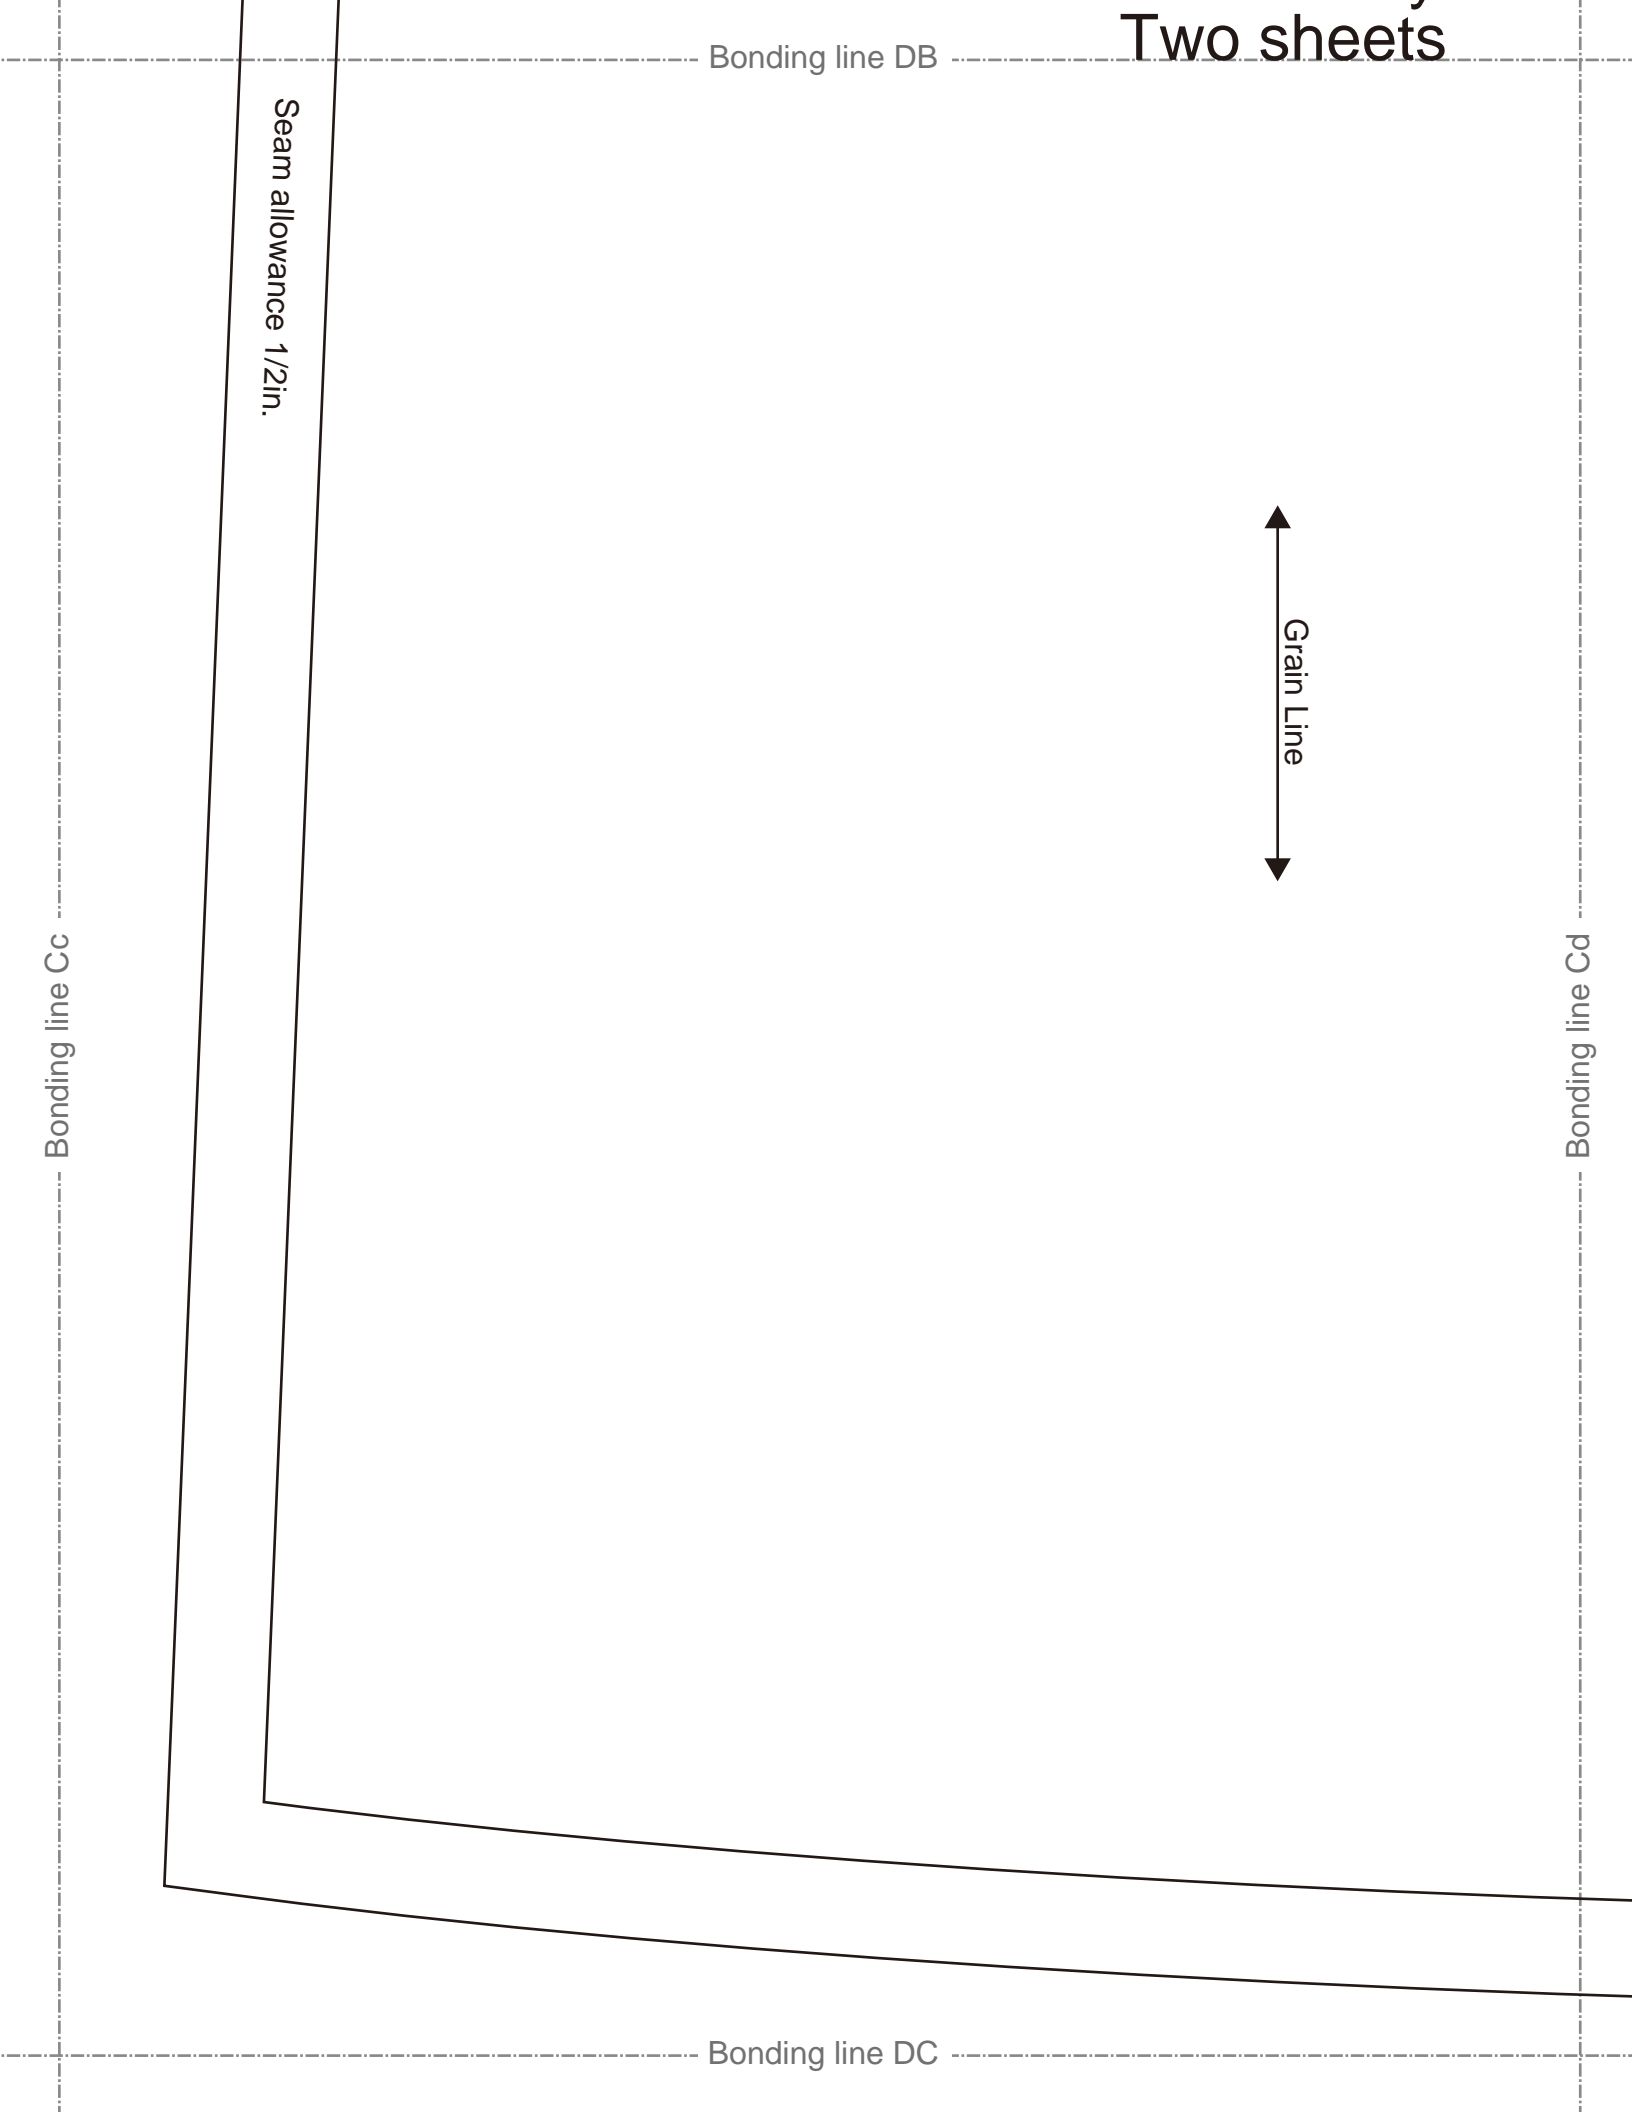 Two sheets
Bonding line DB
Seam allowance 1/2in.
Grain Line
Bonding line Cc
Bonding line Cd
Bonding line DC